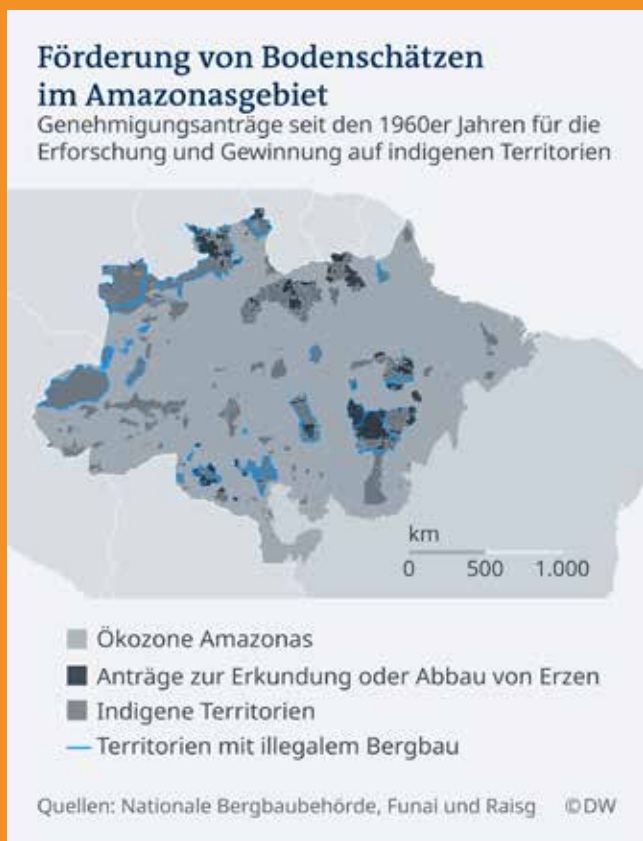 Förderung von Bodenschätzen
im Amazonasgebiet
Genehmigungsanträge seit den 1960er Jahren für die
Erforschung und Gewinnung auf indigenen Territorien
km
0 500 1.000
Ökozone Amazonas
Anträge zur Erkundung oder Abbau von Erzen
Indigene Territorien
Territorien mit illegalem Bergbau
Quellen: Nationale Bergbaubehörde, Funai und Raisg ©DW